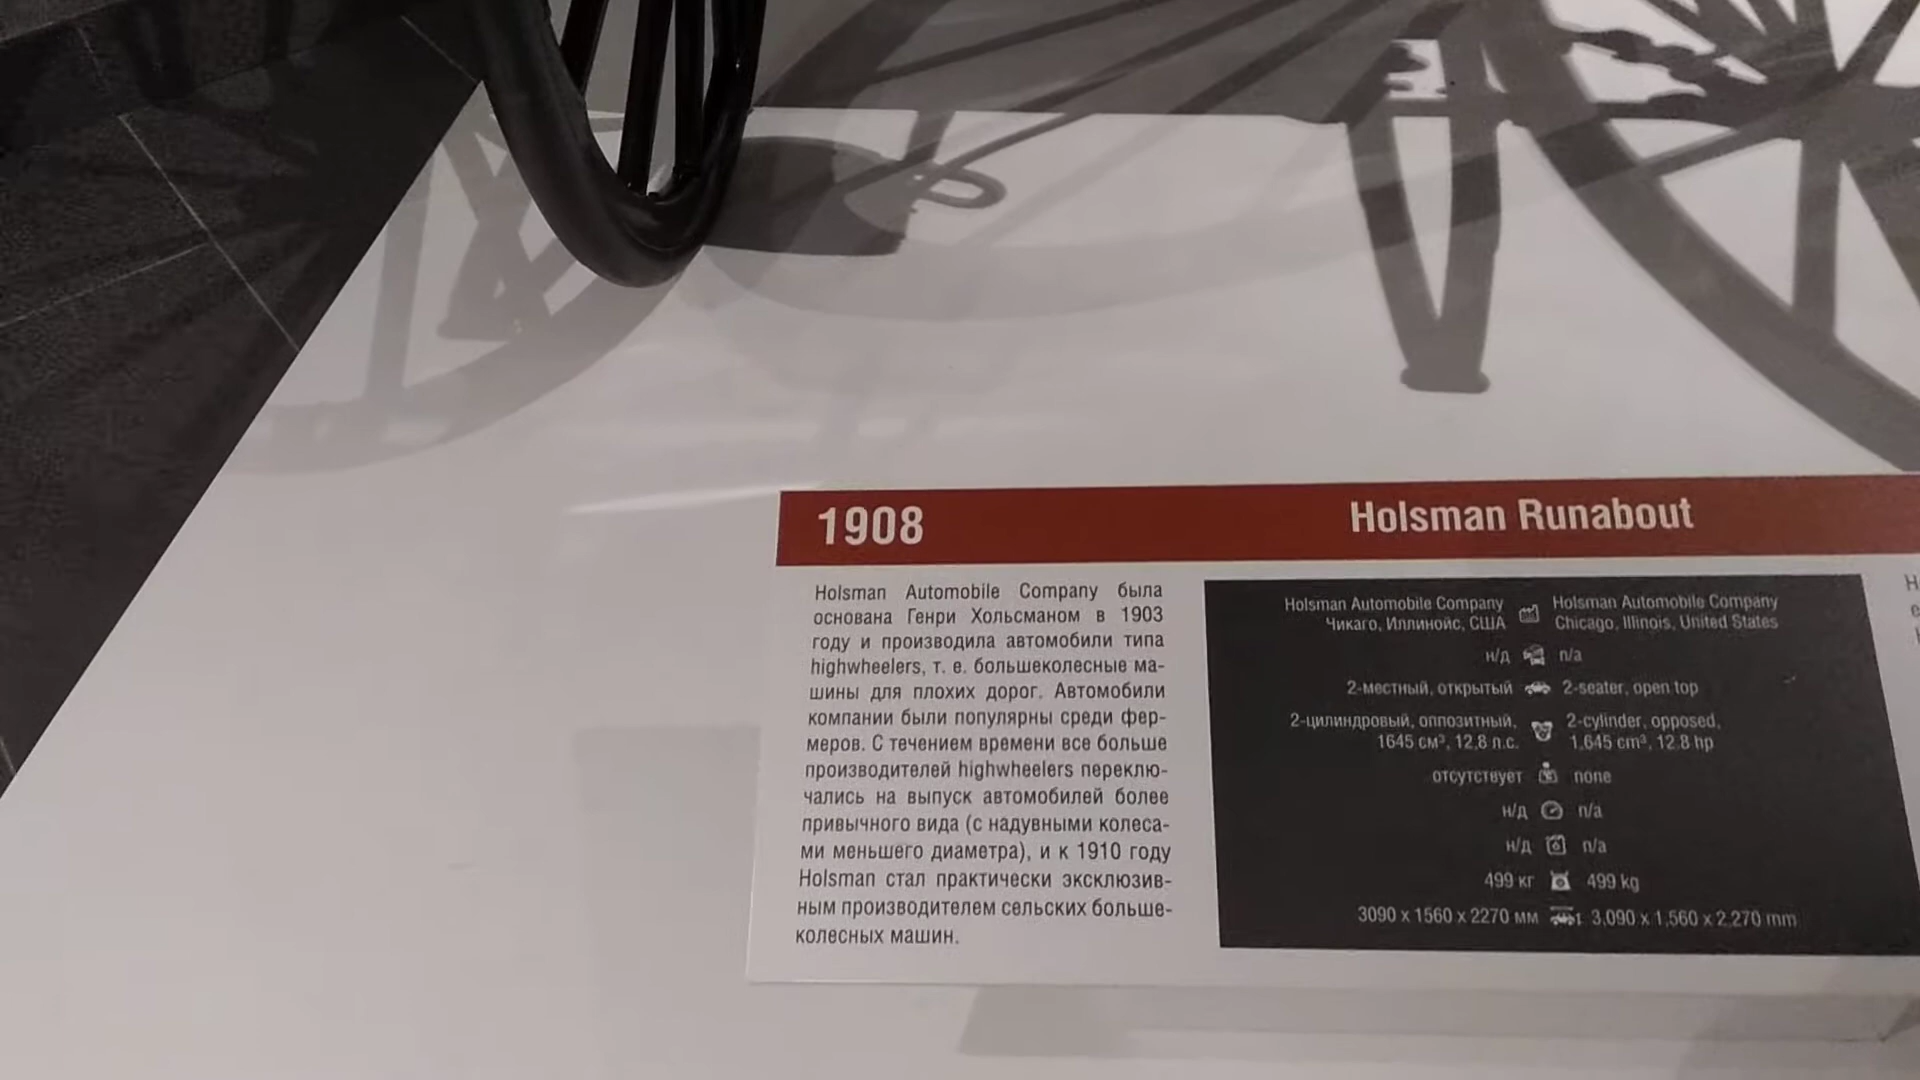 1908
Holsman Runabout
Holsman Automobile Company была
основана Генри Хольсманом в 1903
году и производила автомобили типа
highwheelers, т. е. большеколесные ма-
шины для плохих дорог. Автомобили
компании были популярны среди фер-
меров. С течением времени все больше
производителей highwheelers переклю-
чались на выпуск автомобилей более
привычного вида (с надувными колеса-
ми меньшего диаметра), и к 1910 году
Holsman стал практически эксклюзив-
ным производителем сельских больше-
колесных машин.
Holsman Automobile Company
Чикаго, Иллинойс, США
Holsman Automobile Company
Chicago, Illinois, United States
н/д n/a
2-местный, открытый 2-seater, open top
2-цилиндровый, оппозитный,
1645 см³, 12,8 л.с.
2-cylinder, opposed,
1,645 cm³, 12.8 hp
отсутствует none
н/д n/a
н/д n/a
499 кг 499 kg
3090 x 1560 x 2270 мм 3,090 x 1,560 x 2,270 mm